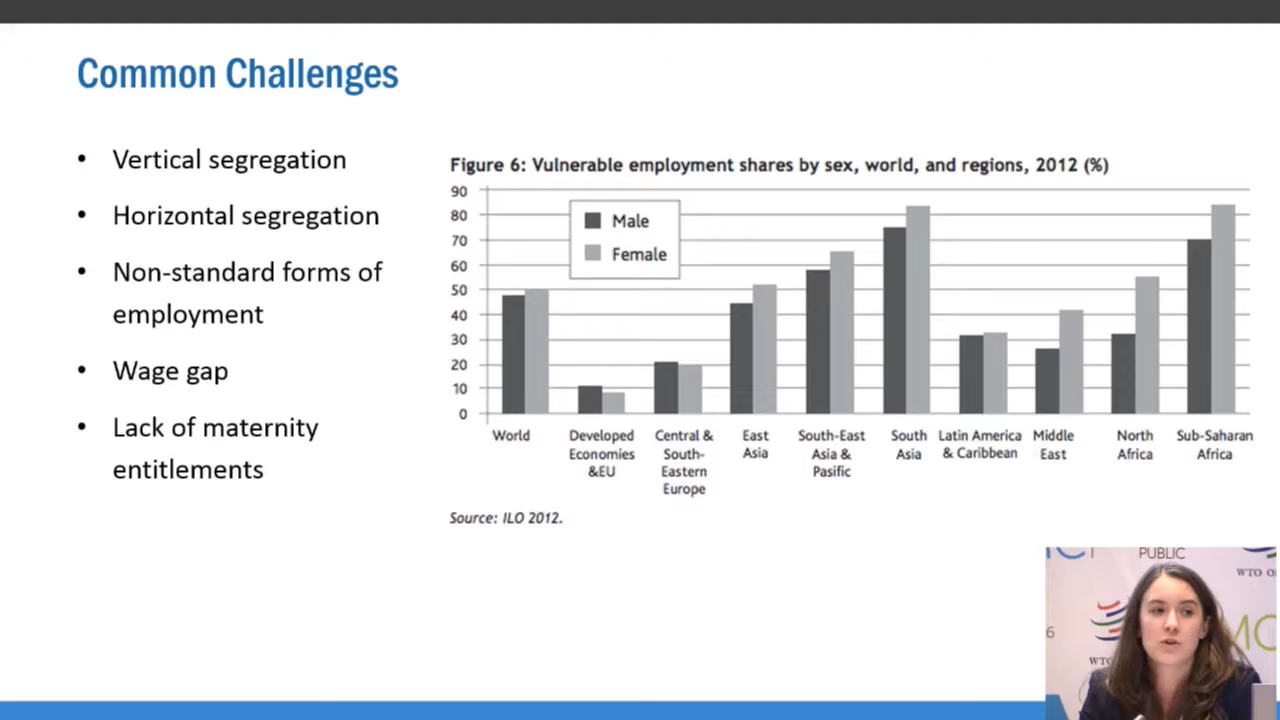 Common Challenges
• Vertical segregation
• Horizontal segregation
• Non-standard forms of
employment
• Wage gap
• Lack of maternity
entitlements
Figure 6: Vulnerable employment shares by sex, world, and regions, 2012 (%)
90
80
70
60
50
40
30
20
10
0
Male
Female
World
Developed
Economies
&EU
Central &
South-
Eastern
Europe
East
Asia
South-East
Asia &
Pasific
South
Asia
Latin America
& Caribbean
Middle
East
North
Africa
Sub-Saharan
Africa
Source: ILO 2012.
PUBLIC
WTO
6
WTO